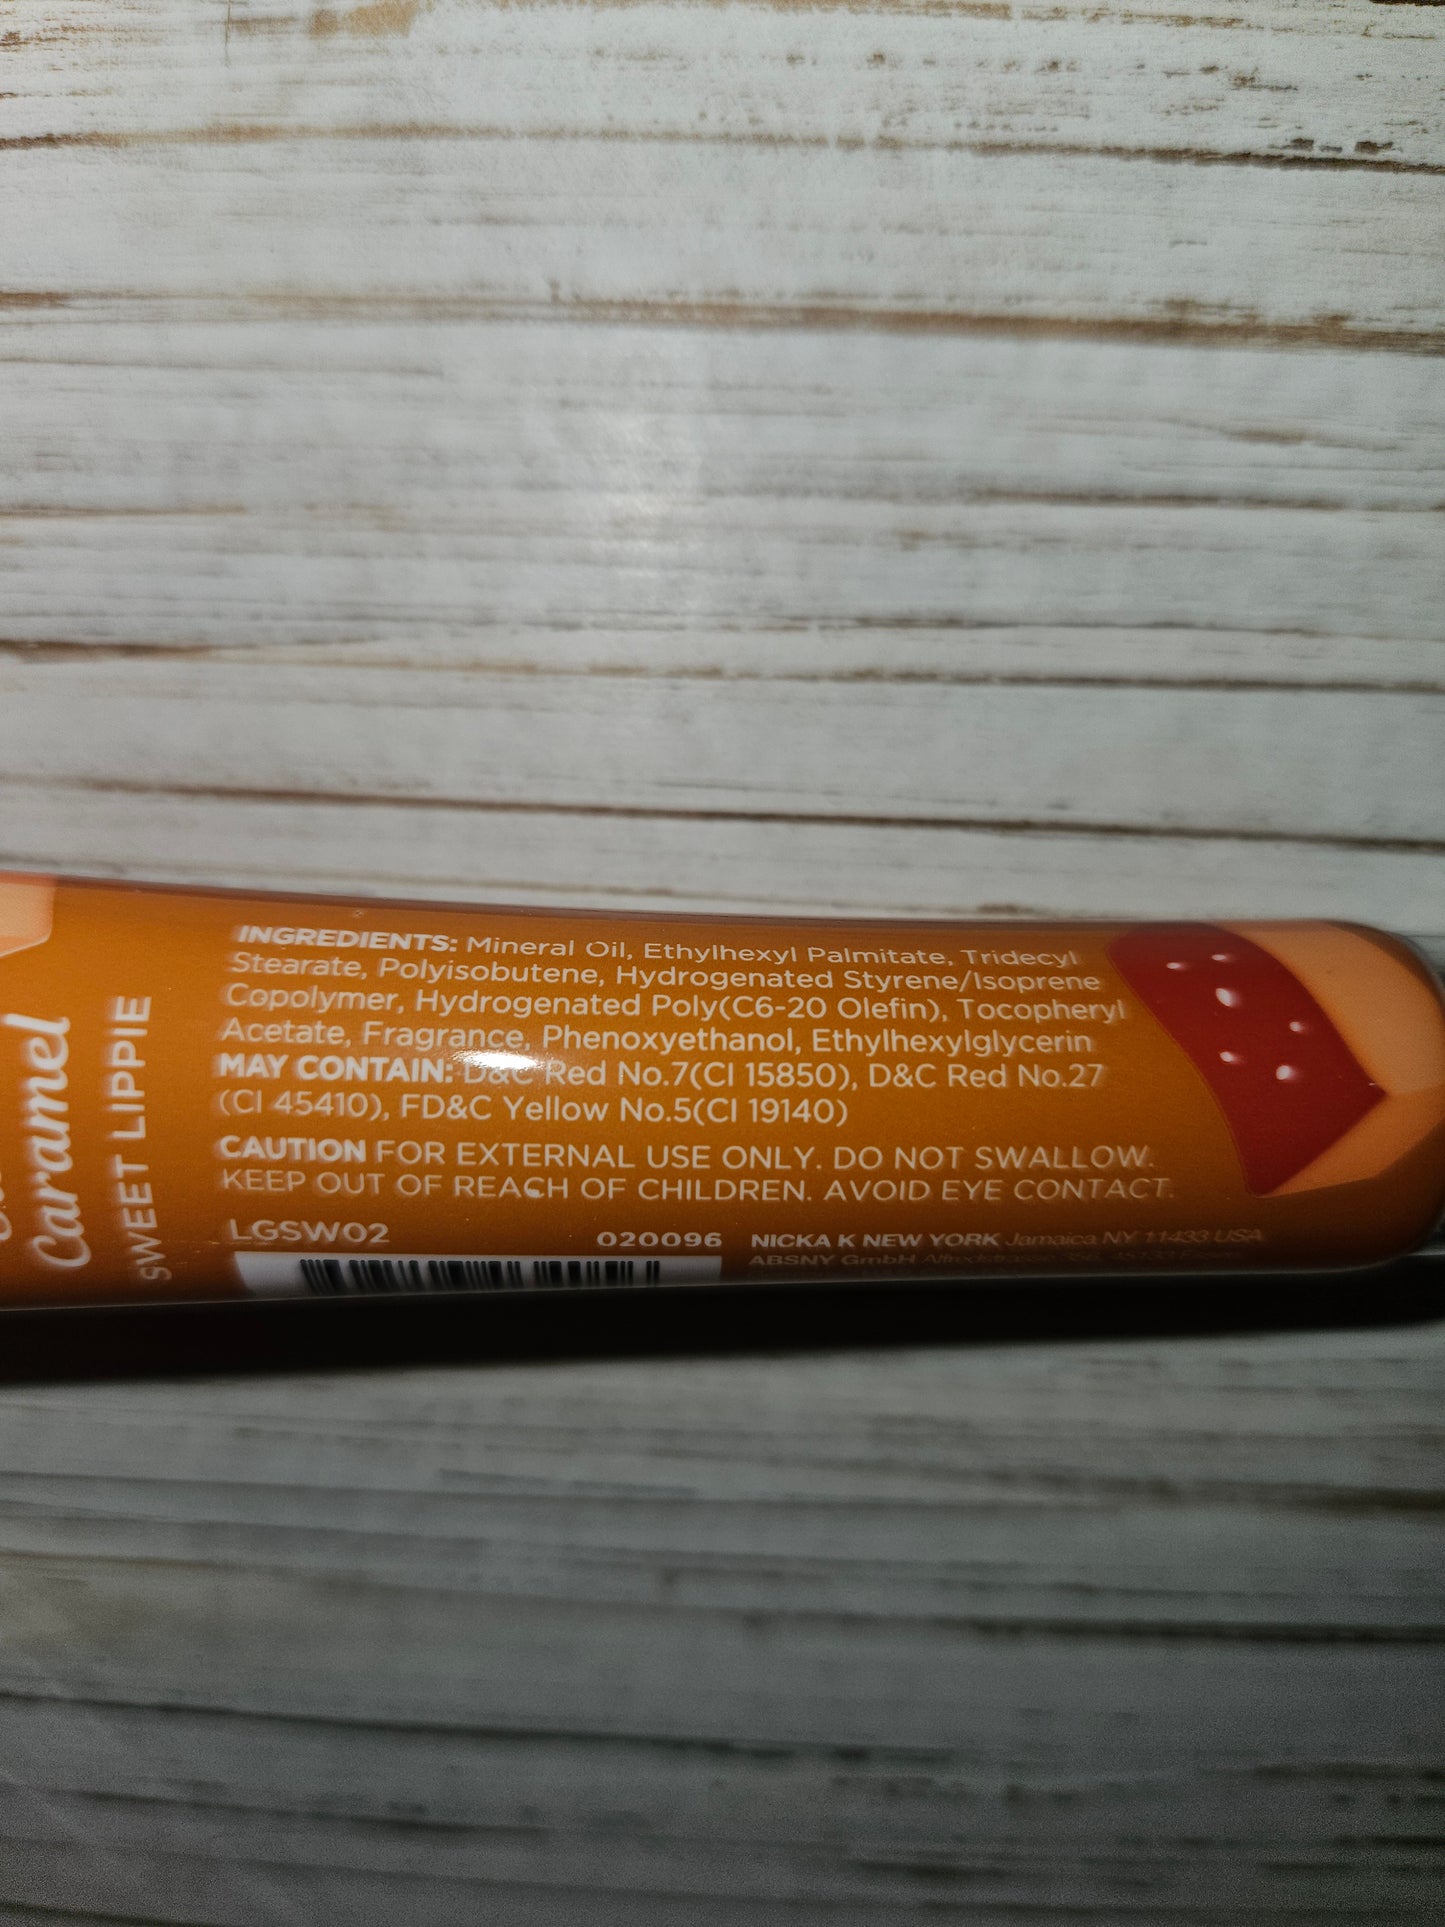 Caramel
SWEET LIPPIE
INGREDIENTS: Mineral Oil, Ethylhexyl Palmitate, Tridecyl
Stearate, Polyisobutene, Hydrogenated Styrene/Isoprene
Copolymer, Hydrogenated Poly(C6-20 Olefin), Tocopheryl
Acetate, Fragrance, Phenoxyethanol, Ethylhexylglycerin
MAY CONTAIN: D&C Red No.7(CI 15850), D&C Red No.27
(CI 45410), FD&C Yellow No.5(CI 19140)
CAUTION FOR EXTERNAL USE ONLY. DO NOT SWALLOW.
KEEP OUT OF REACH OF CHILDREN. AVOID EYE CONTACT.
LGSW02
020096
NICKA K NEW YORK Jamaica NY 11433 USA
ABSNY GmbH